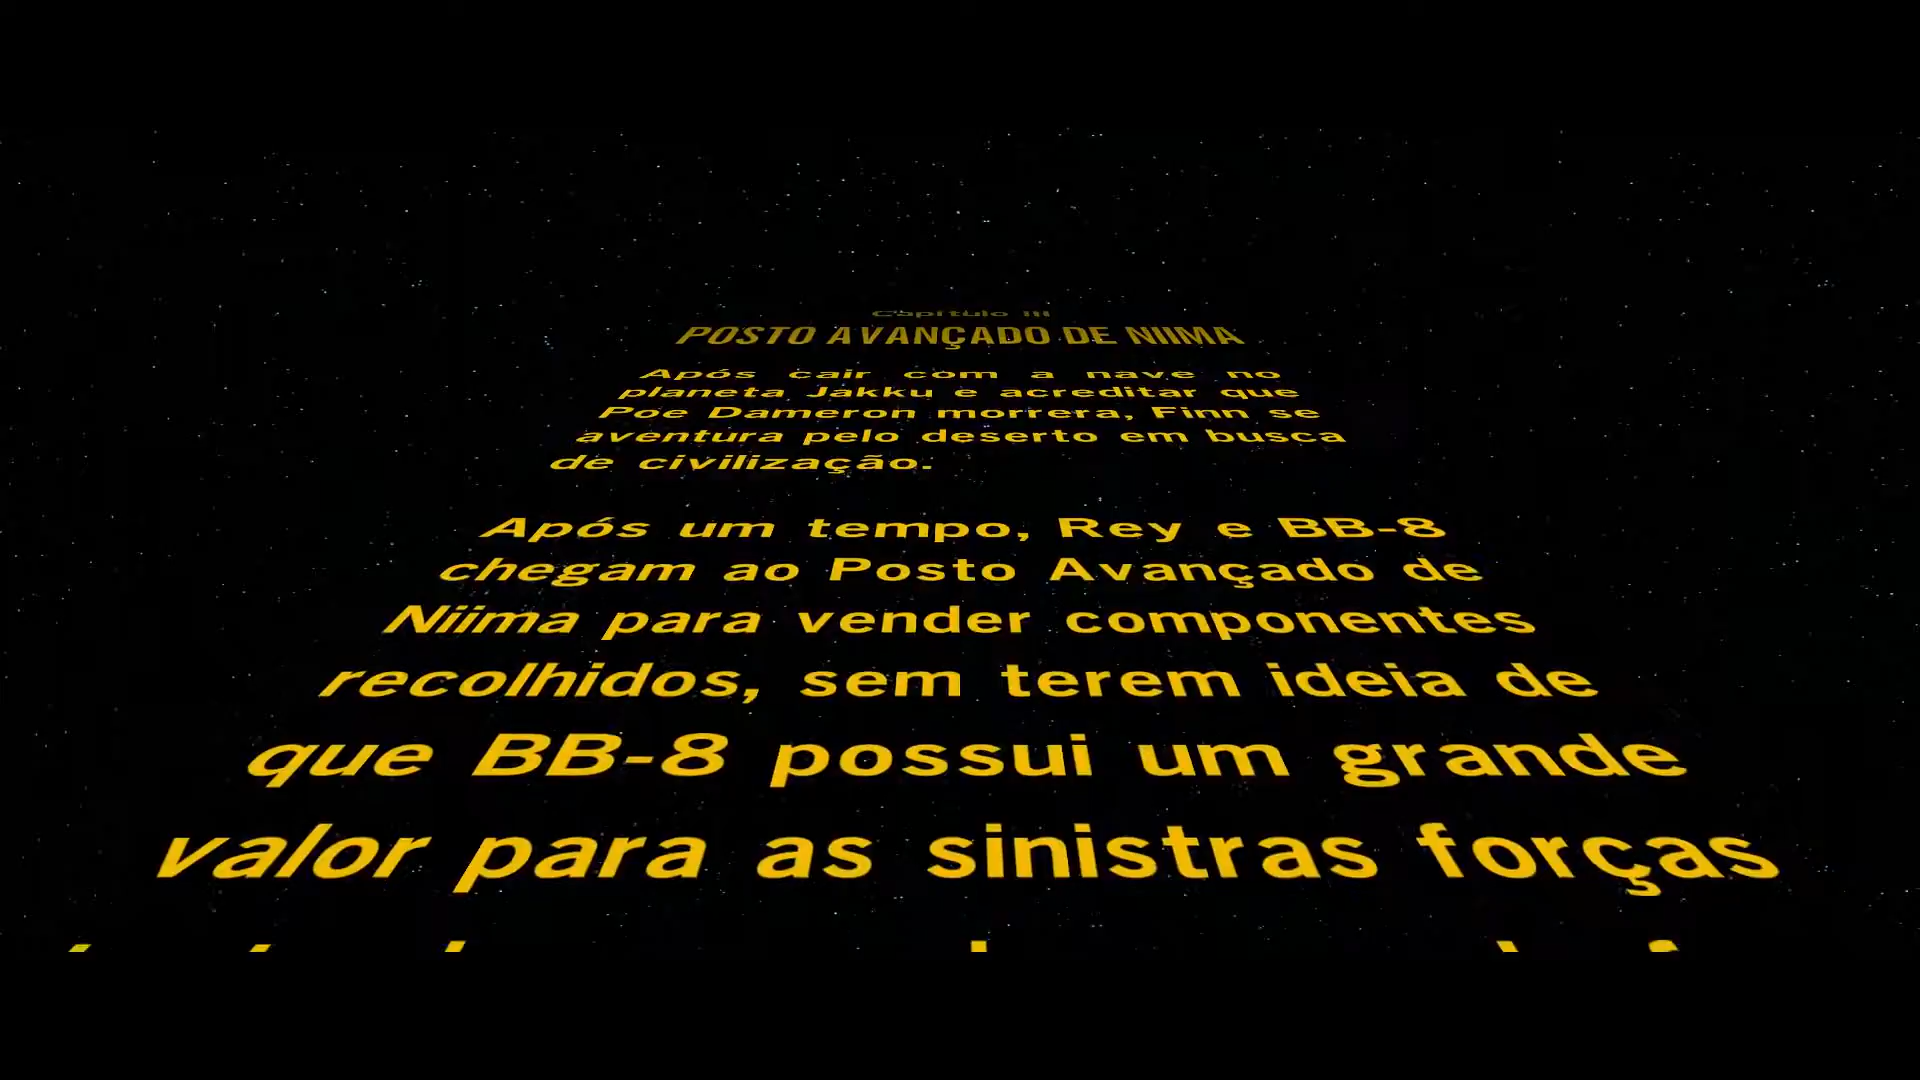 Capítulo III
POSTO AVANÇADO DE NIIMA
Após cair com a nave no
planeta Jakku e acreditar que
Poe Dameron morrera, Finn se
aventura pelo deserto em busca
de civilização.
Após um tempo, Rey e BB-8
chegam ao Posto Avançado de
Niima para vender componentes
recolhidos, sem terem ideia de
que BB-8 possui um grande
valor para as sinistras forças